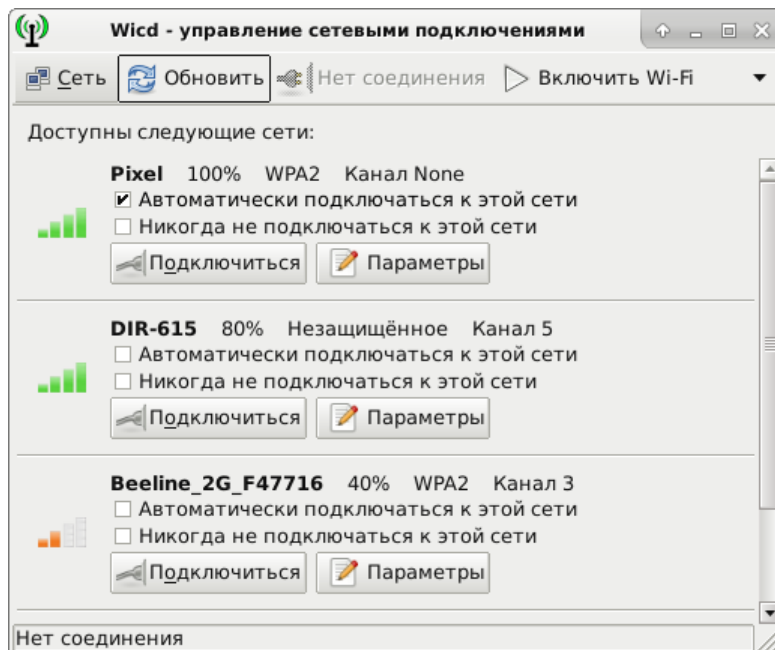 Wicd - управление сетевыми подключениями
Сеть Обновить Нет соединения Включить Wi-Fi
Доступны следующие сети:
Pixel 100% WPA2 Канал None
Автоматически подключаться к этой сети
Никогда не подключаться к этой сети
Подключиться Параметры
DIR-615 80% Незащищённое Канал 5
Автоматически подключаться к этой сети
Никогда не подключаться к этой сети
Подключиться Параметры
Beeline_2G_F47716 40% WPA2 Канал 3
Автоматически подключаться к этой сети
Никогда не подключаться к этой сети
Подключиться Параметры
Нет соединения